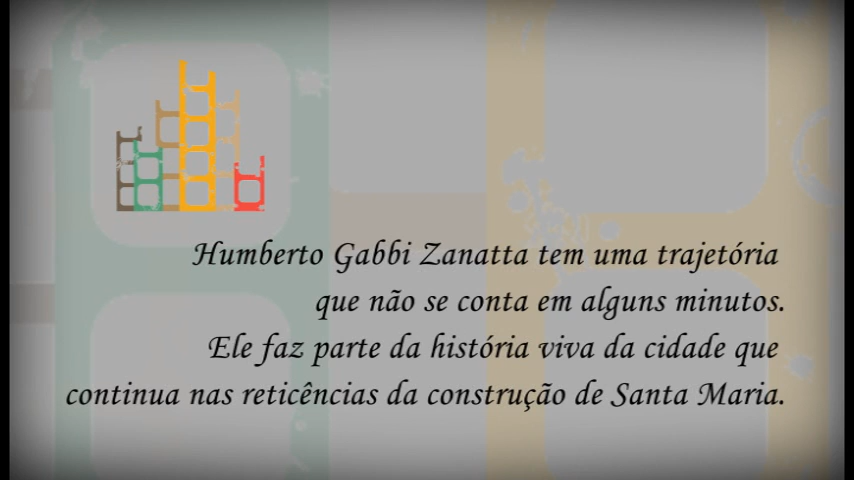 Humberto Gabbi Zanatta tem uma trajetória
que não se conta em alguns minutos.
Ele faz parte da história viva da cidade que
continua nas reticências da construção de Santa Maria.